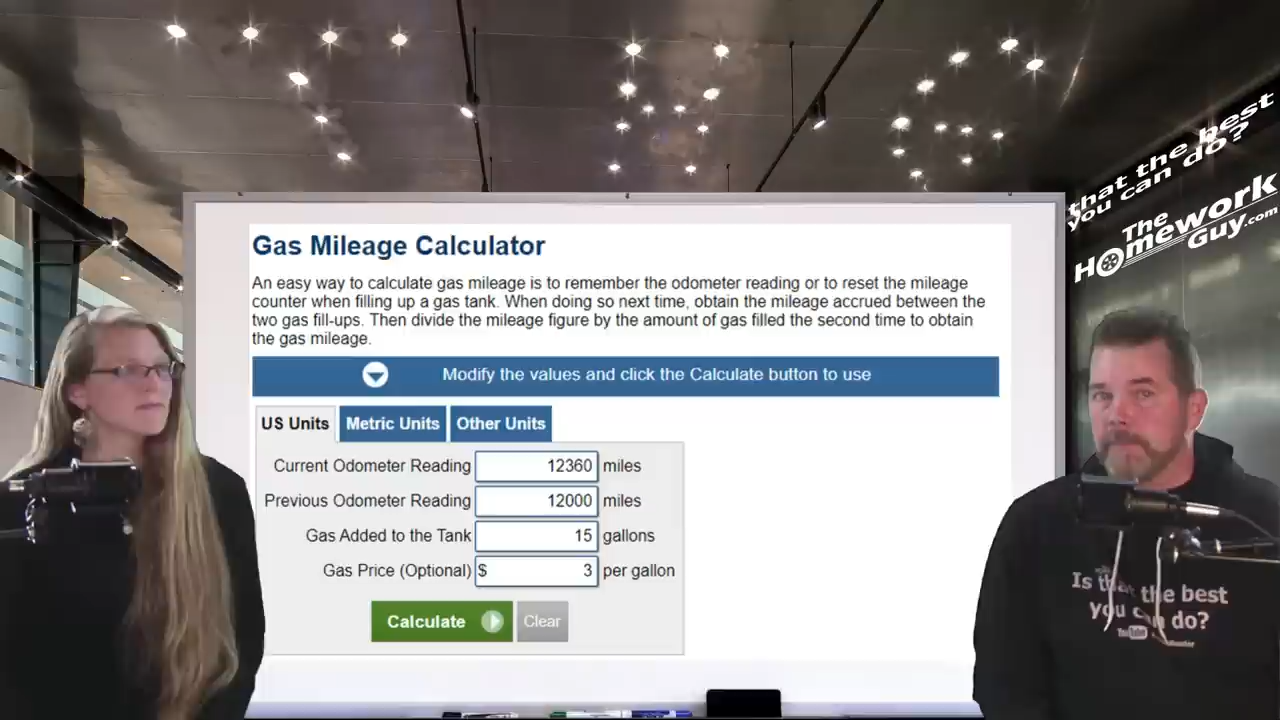 that the best
you can do?
The
Homework
Guy.com
Gas Mileage Calculator
An easy way to calculate gas mileage is to remember the odometer reading or to reset the mileage
counter when filling up a gas tank. When doing so next time, obtain the mileage accrued between the
two gas fill-ups. Then divide the mileage figure by the amount of gas filled the second time to obtain
the gas mileage.
Modify the values and click the Calculate button to use
US Units Metric Units Other Units
Current Odometer Reading 12360 miles
Previous Odometer Reading 12000 miles
Gas Added to the Tank 15 gallons
Gas Price (Optional) $ 3 per gallon
Calculate Clear
Is that the best
you can do?
YouTube